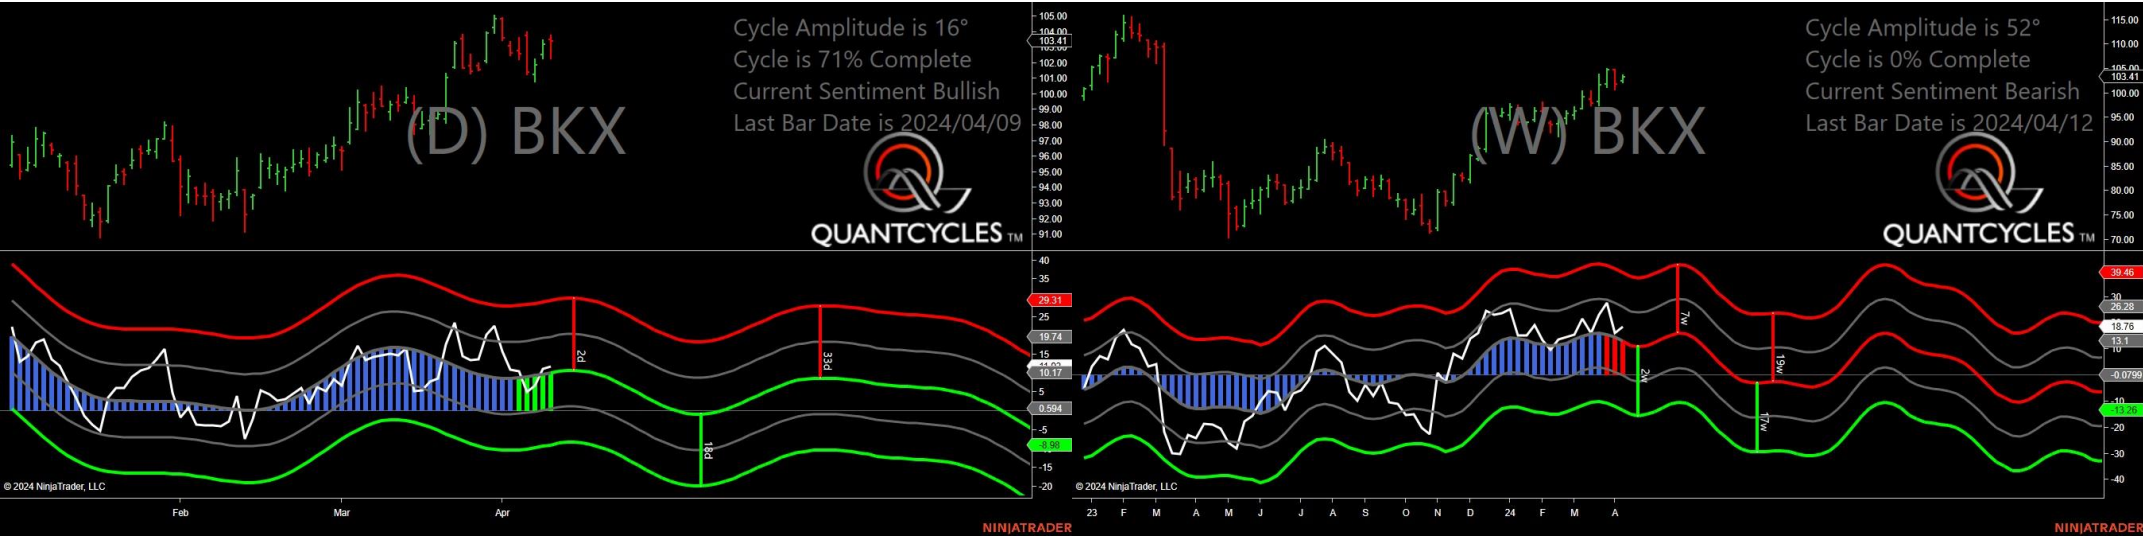 Cycle Amplitude is 16°
Cycle is 71% Complete
Current Sentiment Bullish
Last Bar Date is 2024/04/09
(D) BKX
QUANTCYCLES TM
105.00
104.00
103.41
102.00
101.00
99.00
98.00
97.00
96.00
95.00
94.00
93.00
92.00
91.00
40
35
29.31
25
19.74
15
10.17
5
0.594
-5
-8.98
-15
-20
2d
18d
33d
© 2024 NinjaTrader, LLC
Feb Mar Apr
NINJATRADER
Cycle Amplitude is 52°
Cycle is 0% Complete
Current Sentiment Bearish
Last Bar Date is 2024/04/12
(W) BKX
QUANTCYCLES TM
115.00
110.00
105.00
103.41
100.00
95.00
90.00
85.00
80.00
75.00
70.00
39.46
30
26.28
18.76
13.1
10
-0.0799
-10
-13.26
-20
-30
-40
2w
7w
17w
19w
© 2024 NinjaTrader, LLC
23 F M A M J J A S O N D 24 F M A
NINJATRADER